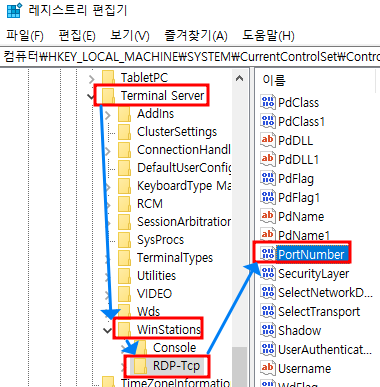 레지스트리 편집기
파일(F) 편집(E) 보기(V) 즐겨찾기(A) 도움말(H)
컴퓨터₩HKEY_LOCAL_MACHINE₩SYSTEM₩CurrentControlSet₩Contro
TabletPC
Terminal Server
AddIns
ClusterSettings
ConnectionHandl
DefaultUserConfig
KeyboardType Ma
RCM
SessionArbitration
SysProcs
TerminalTypes
Utilities
VIDEO
Wds
WinStations
Console
RDP-Tcp
TimeZoneInformatio
이름
PdClass
PdClass1
PdDLL
PdDLL1
PdFlag
PdFlag1
PdName
PdName1
PortNumber
SecurityLayer
SelectNetworkD...
SelectTransport
Shadow
UserAuthenticat...
Username
WdFlag